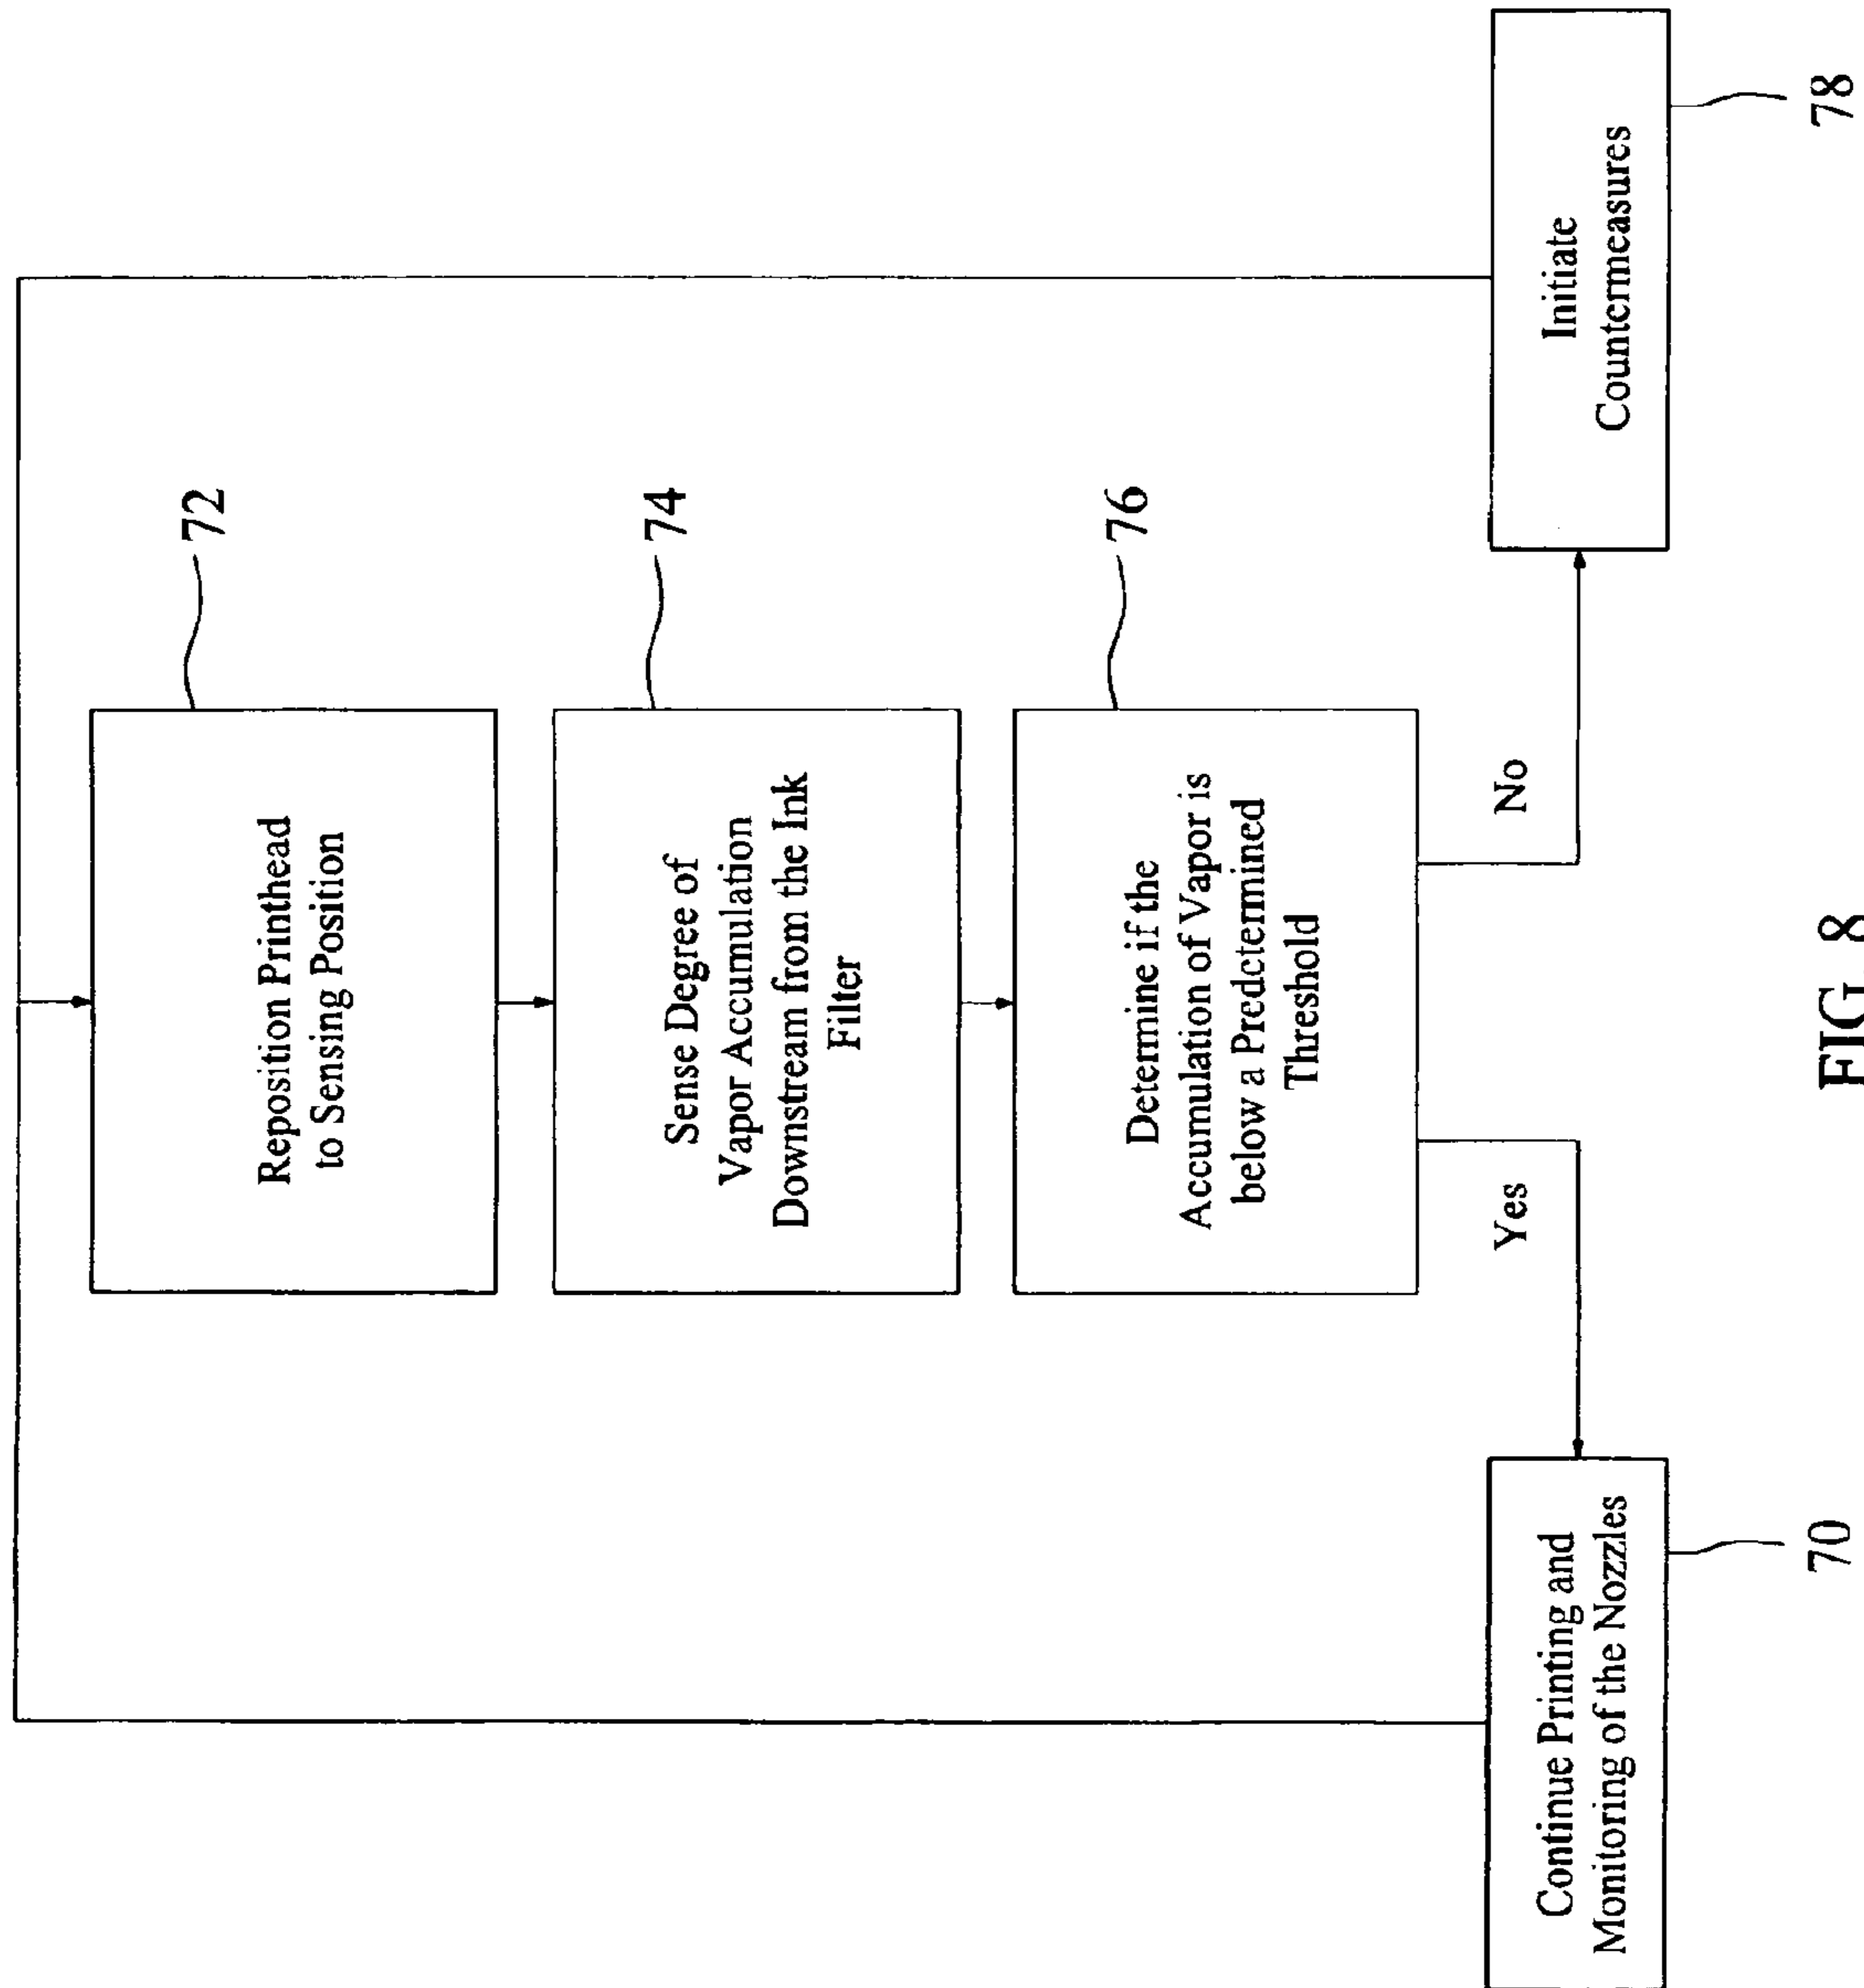 72
Reposition Printhead
to Sensing Position
74
Sense Degree of
Vapor Accumulation
Downstream from the Ink
Filter
76
Determine if the
Accumulation of Vapor is
below a Predetermined
Threshold
Yes
No
Continue Printing and
Monitoring of the Nozzles
70
Initiate
Countermeasures
78
FIG. 8